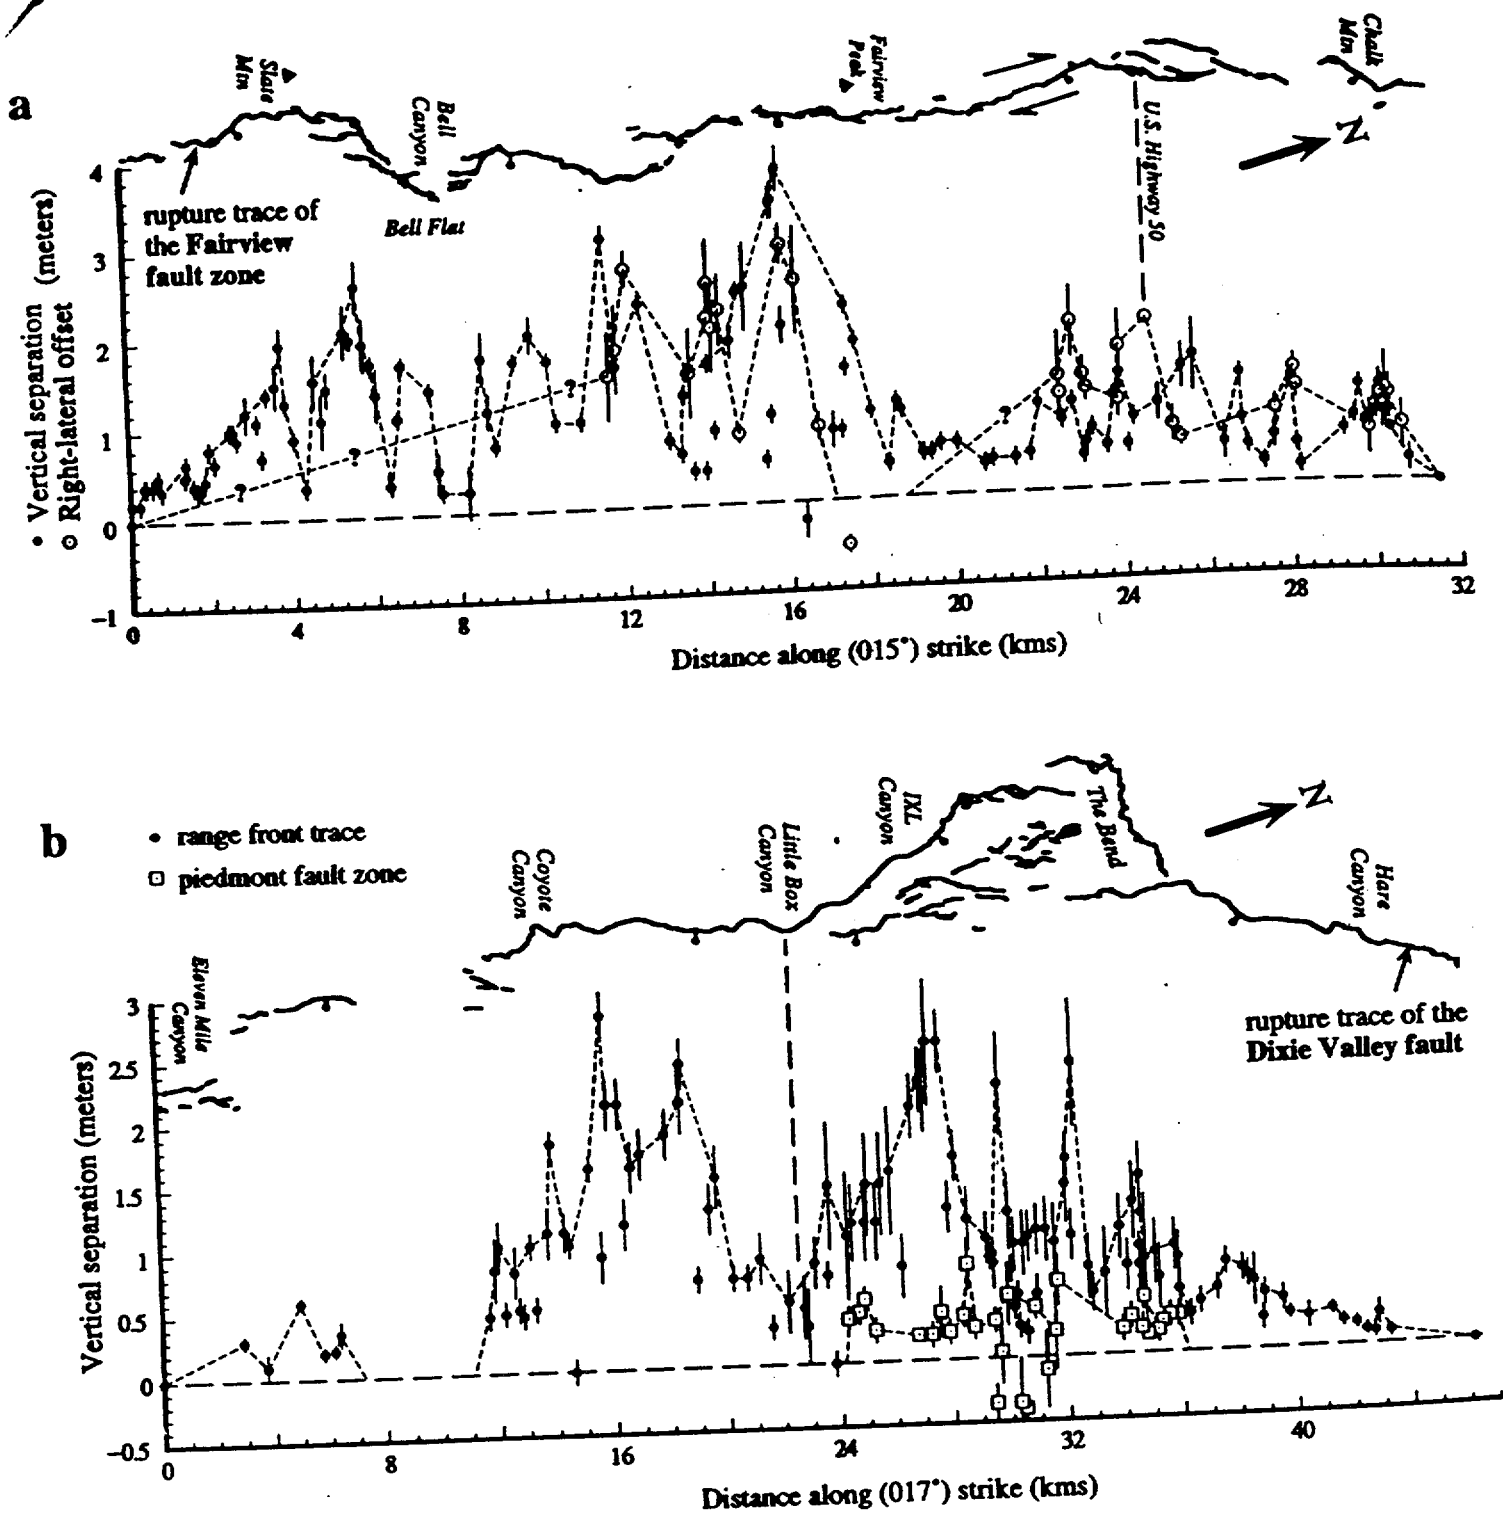 a
Slate
Mtn
Bell
Canyon
Fairview
Peak
Chalk
Mtn
N
U.S. Highway 50
rupture trace of
the Fairview
fault zone
Bell Flat
• Vertical separation (meters)
⊙ Right-lateral offset
4
3
2
1
0
−1
?
?
?
?
0
4
8
12
16
20
24
28
32
Distance along (015°) strike (kms)
b
• range front trace
piedmont fault zone
Eleven Mile
Canyon
Coyote
Canyon
Little Box
Canyon
IXL
Canyon
The Bend
N
Hare
Canyon
rupture trace of the
Dixie Valley fault
Vertical separation (meters)
3
2.5
2
1.5
1
0.5
0
−0.5
0
8
16
24
32
40
Distance along (017°) strike (kms)